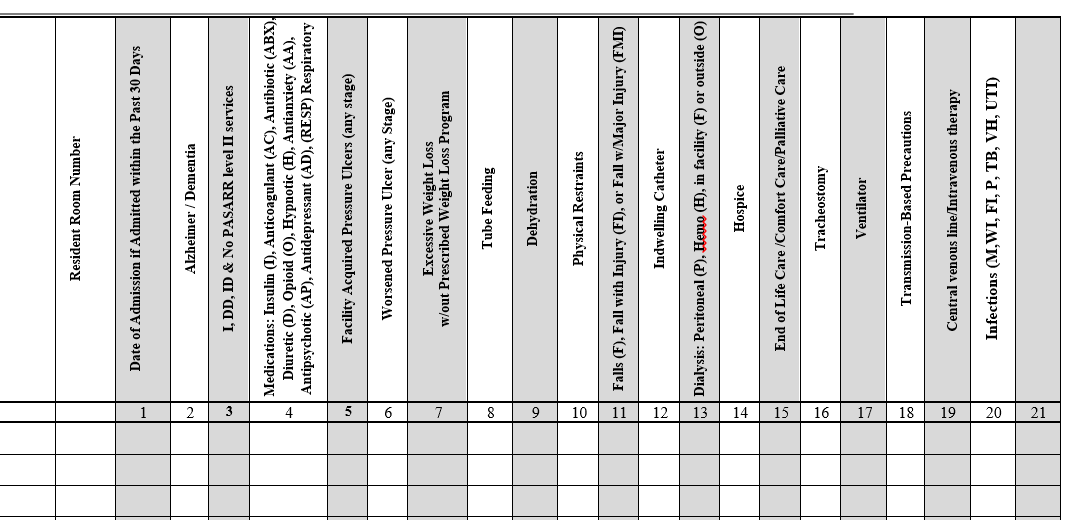 Resident Room Number
Date of Admission if Admitted within the Past 30 Days
Alzheimer / Dementia
I, DD, ID & No PASARR level II services
Medications: Insulin (I), Anticoagulant (AC), Antibiotic (ABX),
Diuretic (D), Opioid (O), Hypnotic (H), Antianxiety (AA),
Antipsychotic (AP), Antidepressant (AD), (RESP) Respiratory
Facility Acquired Pressure Ulcers (any stage)
Worsened Pressure Ulcer (any Stage)
Excessive Weight Loss
w/out Prescribed Weight Loss Program
Tube Feeding
Dehydration
Physical Restraints
Falls (F), Fall with Injury (FI), or Fall w/Major Injury (FMI)
Indwelling Catheter
Dialysis: Peritoneal (P), Hemo (H), in facility (F) or outside (O)
Hospice
End of Life Care /Comfort Care/Palliative Care
Tracheostomy
Ventilator
Transmission-Based Precautions
Central venous line/Intravenous therapy
Infections (M,WI, FI, P, TB, VH, UTI)
1 2 3 4 5 6 7 8 9 10 11 12 13 14 15 16 17 18 19 20 21